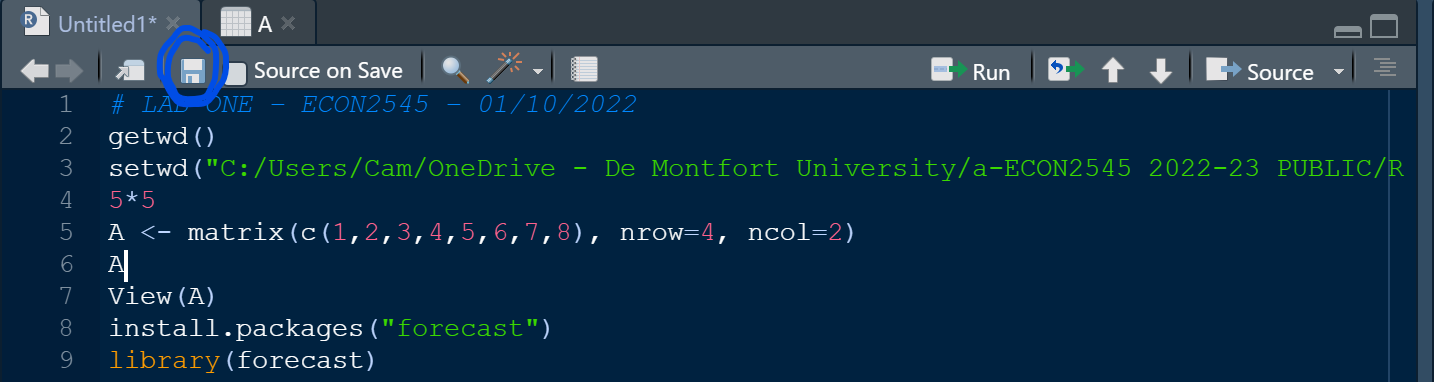 Untitled1* A
Source on Save Run Source
1 # LAB ONE - ECON2545 - 01/10/2022
2 getwd()
3 setwd("C:/Users/Cam/OneDrive - De Montfort University/a-ECON2545 2022-23 PUBLIC/R
4 5*5
5 A <- matrix(c(1,2,3,4,5,6,7,8), nrow=4, ncol=2)
6 A
7 View(A)
8 install.packages("forecast")
9 library(forecast)